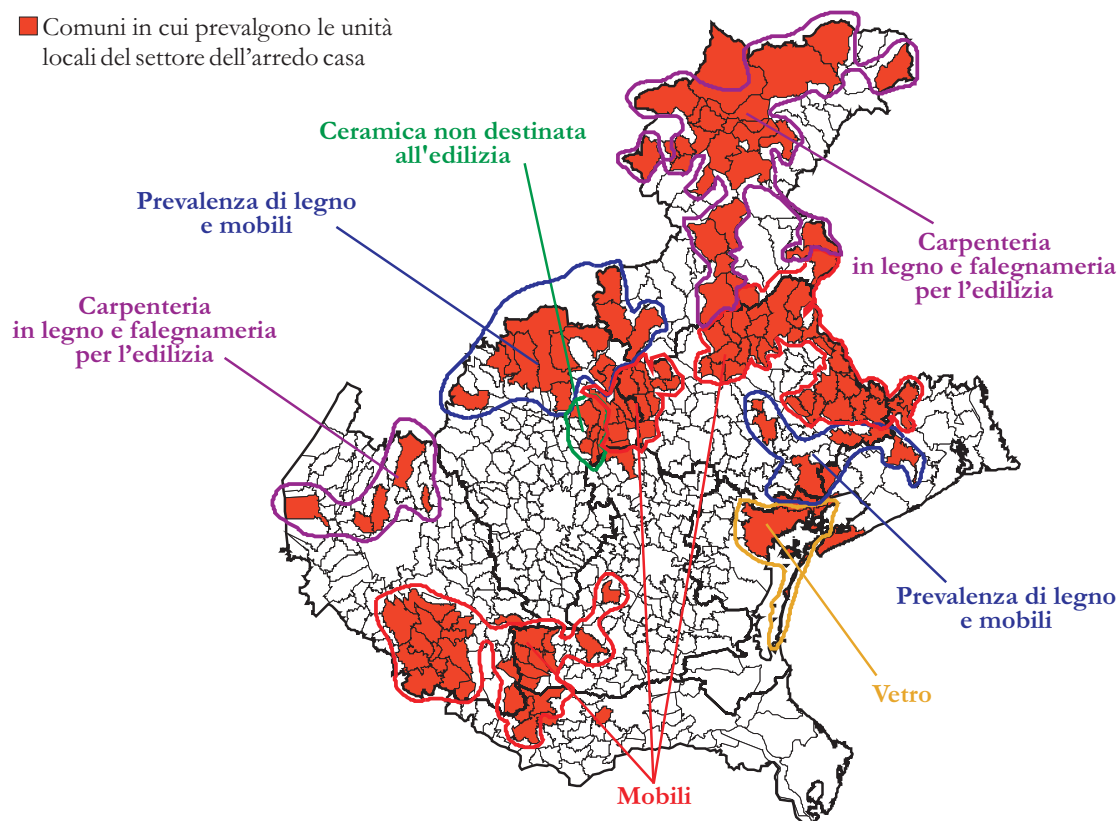 Comuni in cui prevalgono le unità
locali del settore dell’arredo casa
Ceramica non destinata
all'edilizia
Prevalenza di legno
e mobili
Carpenteria
in legno e falegnameria
per l’edilizia
Carpenteria
in legno e falegnameria
per l’edilizia
Prevalenza di legno
e mobili
Vetro
Mobili